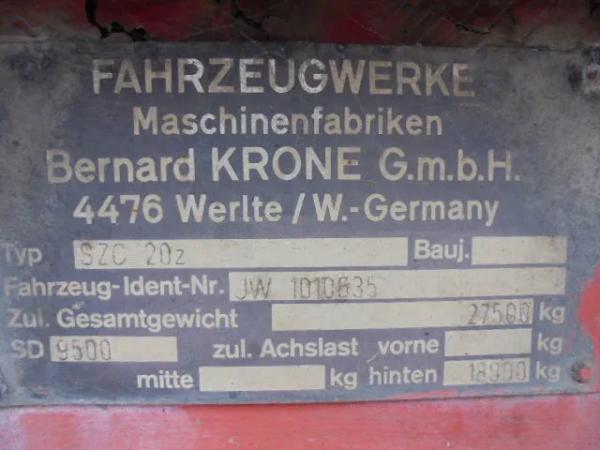 FAHRZEUGWERKE
Maschinenfabriken
Bernard KRONE G.m.b.H.
4476 Werlte / W.-Germany
Typ SZC 20z Bauj.
Fahrzeug-Ident-Nr. JW 1010635
Zul. Gesamtgewicht 27500 kg
SD 9500 zul. Achslast vorne kg
mitte kg hinten 18000 kg